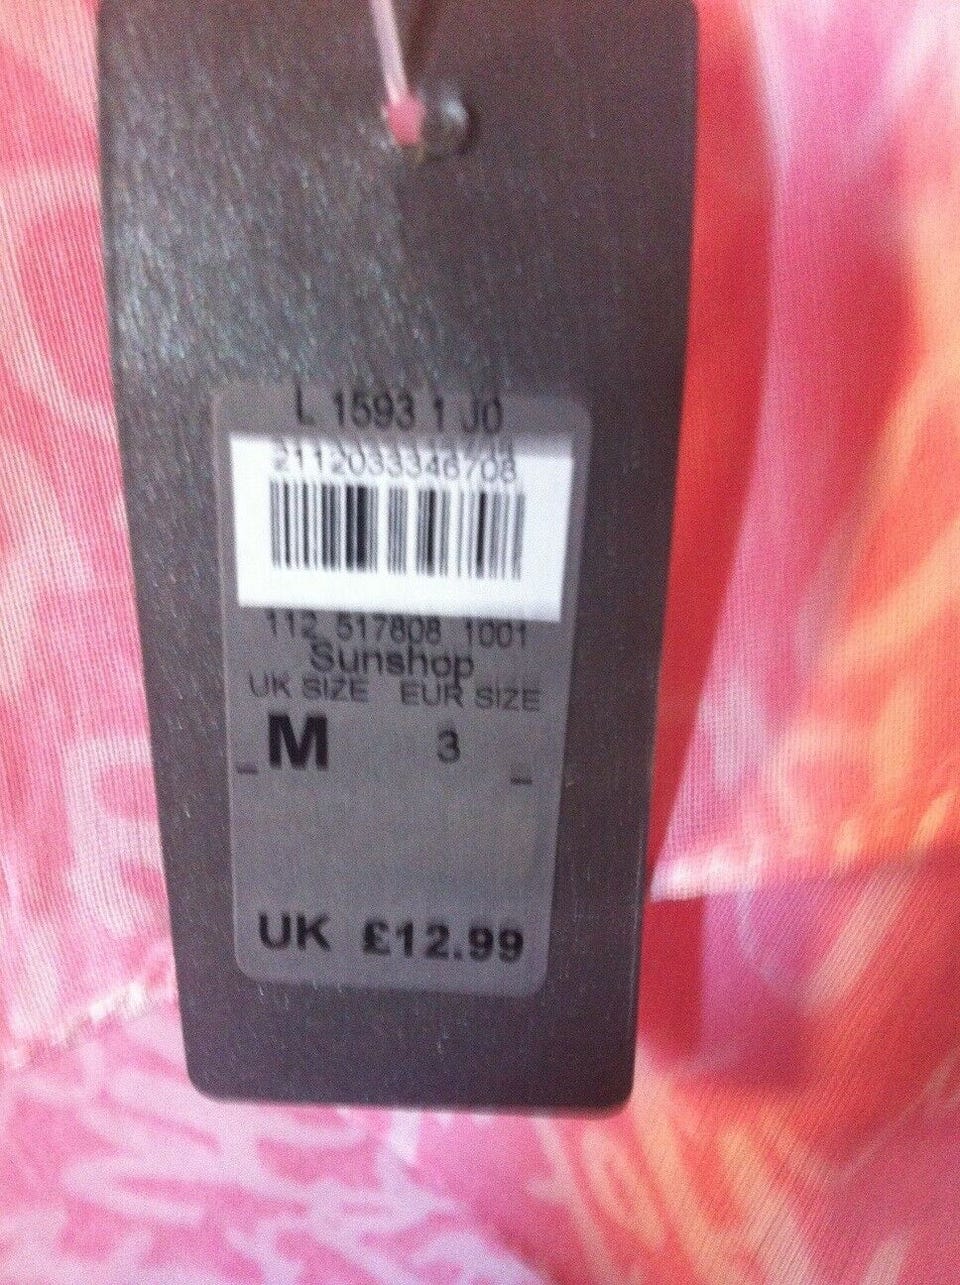 L 1593 1 J0
2112033346708
112 517808 1001
Sunshop
UK SIZE EUR SIZE
M 3
UK £12.99